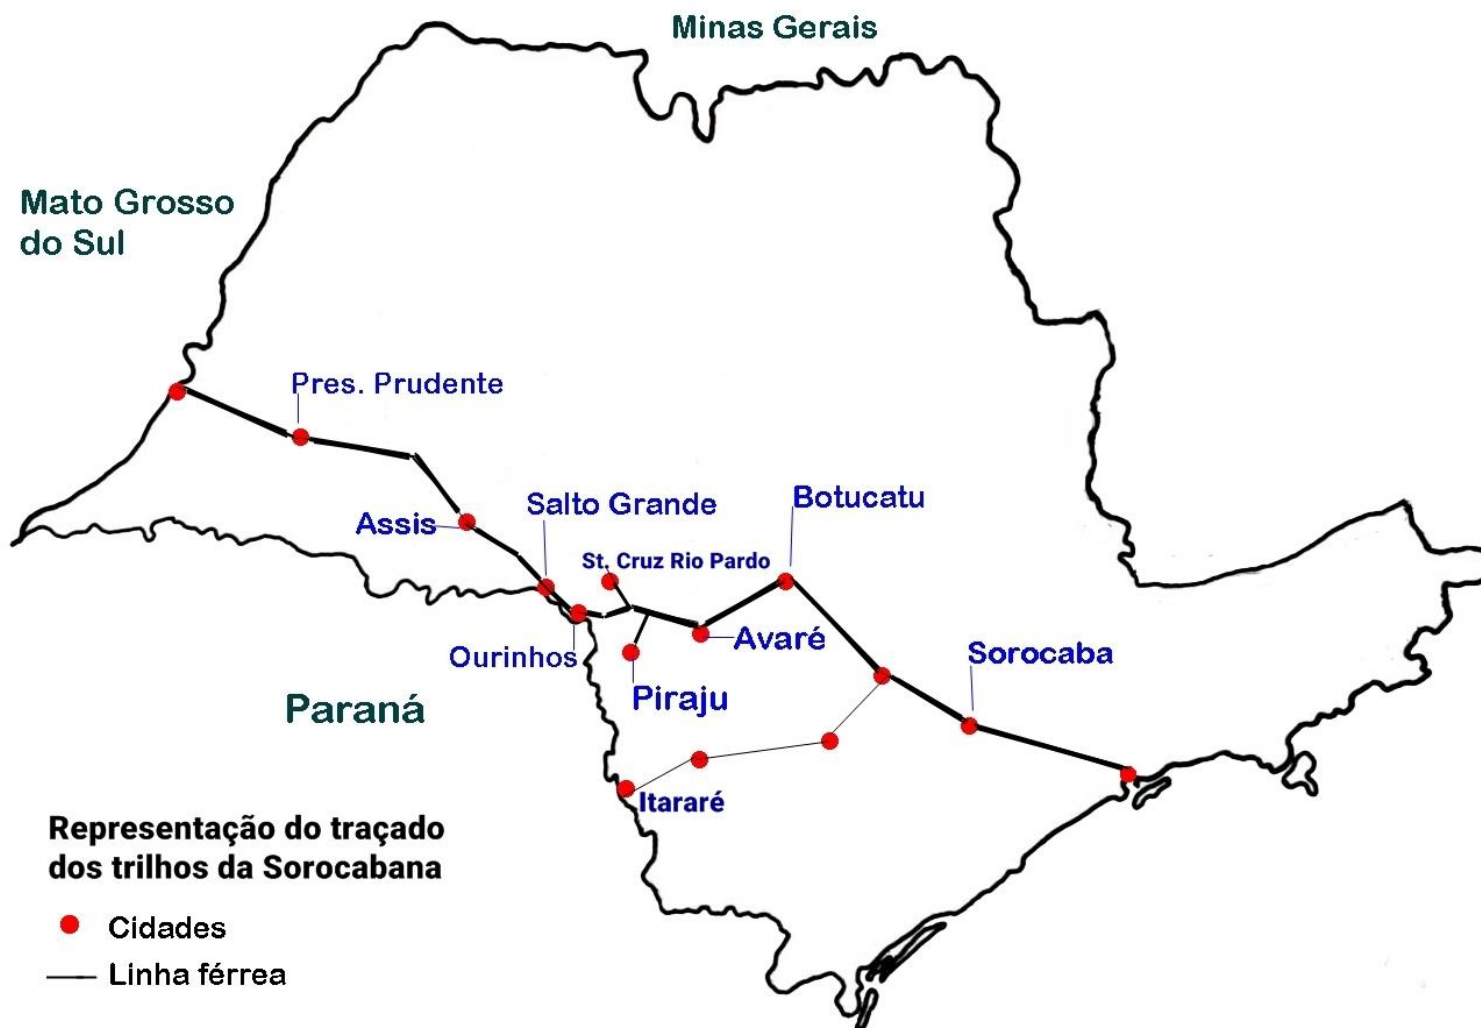 Minas Gerais
Mato Grosso
do Sul
Pres. Prudente
Salto Grande
Botucatu
Assis
St. Cruz Rio Pardo
Avaré
Sorocaba
Ourinhos
Piraju
Paraná
Itararé
Representação do traçado
dos trilhos da Sorocabana
Cidades
Linha férrea